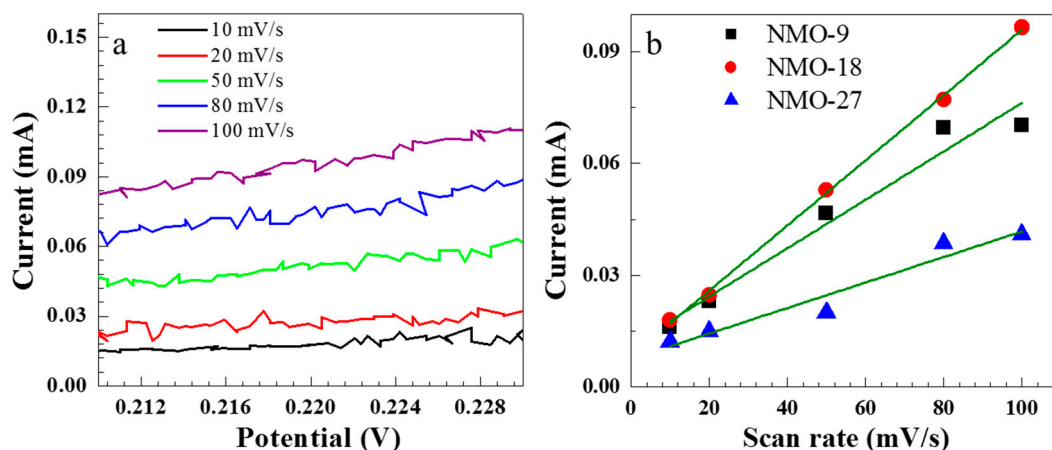 a
10 mV/s
20 mV/s
50 mV/s
80 mV/s
100 mV/s
0.15
0.12
0.09
0.06
0.03
0.00
Current (mA)
0.212 0.216 0.220 0.224 0.228
Potential (V)
b
NMO-9
NMO-18
NMO-27
0.09
0.06
0.03
0.00
Current (mA)
0 20 40 60 80 100
Scan rate (mV/s)